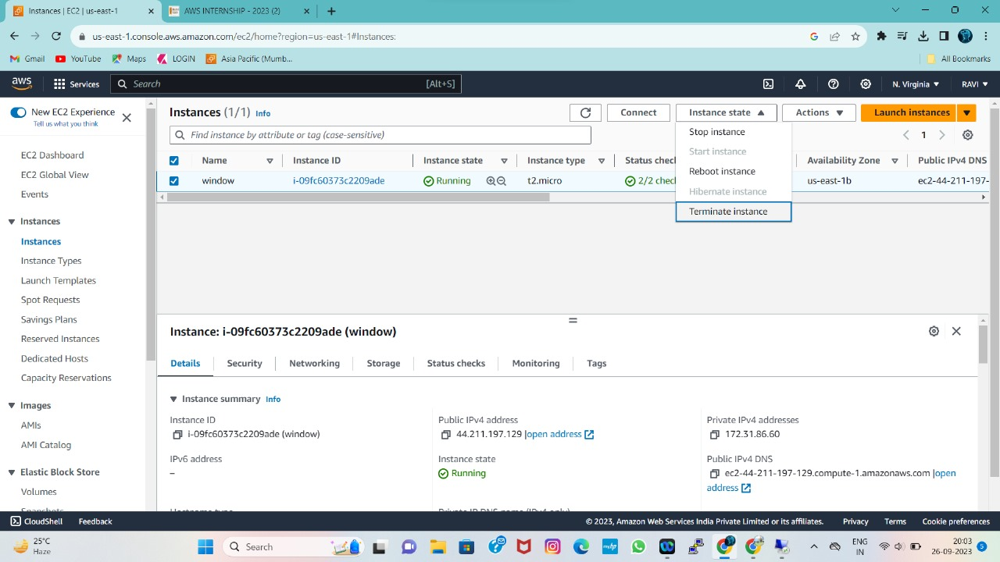 Instances | EC2 | us-east-1
AWS INTERNSHIP - 2023 (2)
us-east-1.console.aws.amazon.com/ec2/home?region=us-east-1#Instances:
Gmail YouTube Maps LOGIN Asia Pacific (Mumb... All Bookmarks
aws Services Search [Alt+S] N. Virginia RAVI
New EC2 Experience
Tell us what you think
EC2 Dashboard
EC2 Global View
Events
Instances
Instances
Instance Types
Launch Templates
Spot Requests
Savings Plans
Reserved Instances
Dedicated Hosts
Capacity Reservations
Images
AMIs
AMI Catalog
Elastic Block Store
Volumes
Snapshots
Instances (1/1) Info
Connect Instance state Actions Launch instances
Find instance by attribute or tag (case-sensitive)
1
Stop instance
Start instance
Reboot instance
Hibernate instance
Terminate instance
Name Instance ID Instance state Instance type Status check Availability Zone Public IPv4 DNS
window i-09fc60373c2209ade Running t2.micro 2/2 chec us-east-1b ec2-44-211-197-
Instance: i-09fc60373c2209ade (window)
Details Security Networking Storage Status checks Monitoring Tags
Instance summary Info
Instance ID
i-09fc60373c2209ade (window)
Public IPv4 address
44.211.197.129 |open address
Private IPv4 addresses
172.31.86.60
IPv6 address
–
Instance state
Running
Public IPv4 DNS
ec2-44-211-197-129.compute-1.amazonaws.com |open
address
Hostname type
Private IP DNS name (IPv4 only)
CloudShell Feedback © 2023, Amazon Web Services India Private Limited or its affiliates. Privacy Terms Cookie preferences
25°C
Haze
Search
ENG
IN
20:03
26-09-2023
5